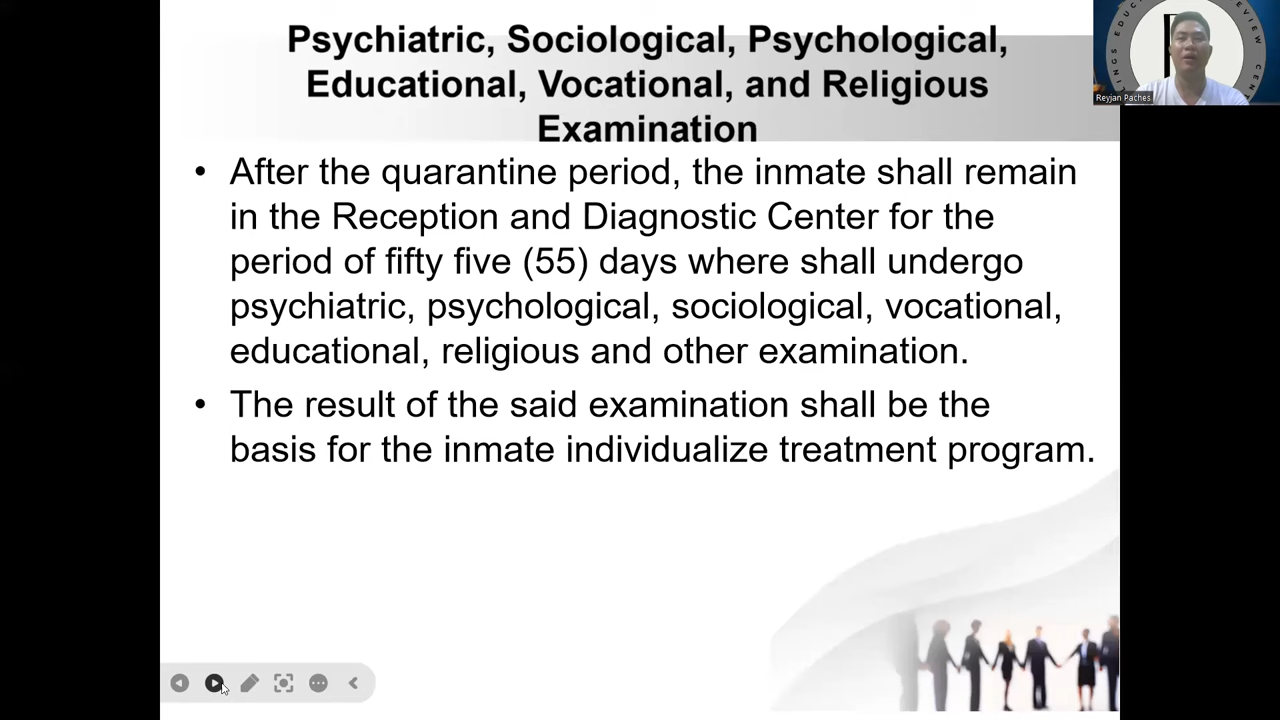 Psychiatric, Sociological, Psychological,
Educational, Vocational, and Religious
Examination
• After the quarantine period, the inmate shall remain
in the Reception and Diagnostic Center for the
period of fifty five (55) days where shall undergo
psychiatric, psychological, sociological, vocational,
educational, religious and other examination.
• The result of the said examination shall be the
basis for the inmate individualize treatment program.
Reyjan Paches